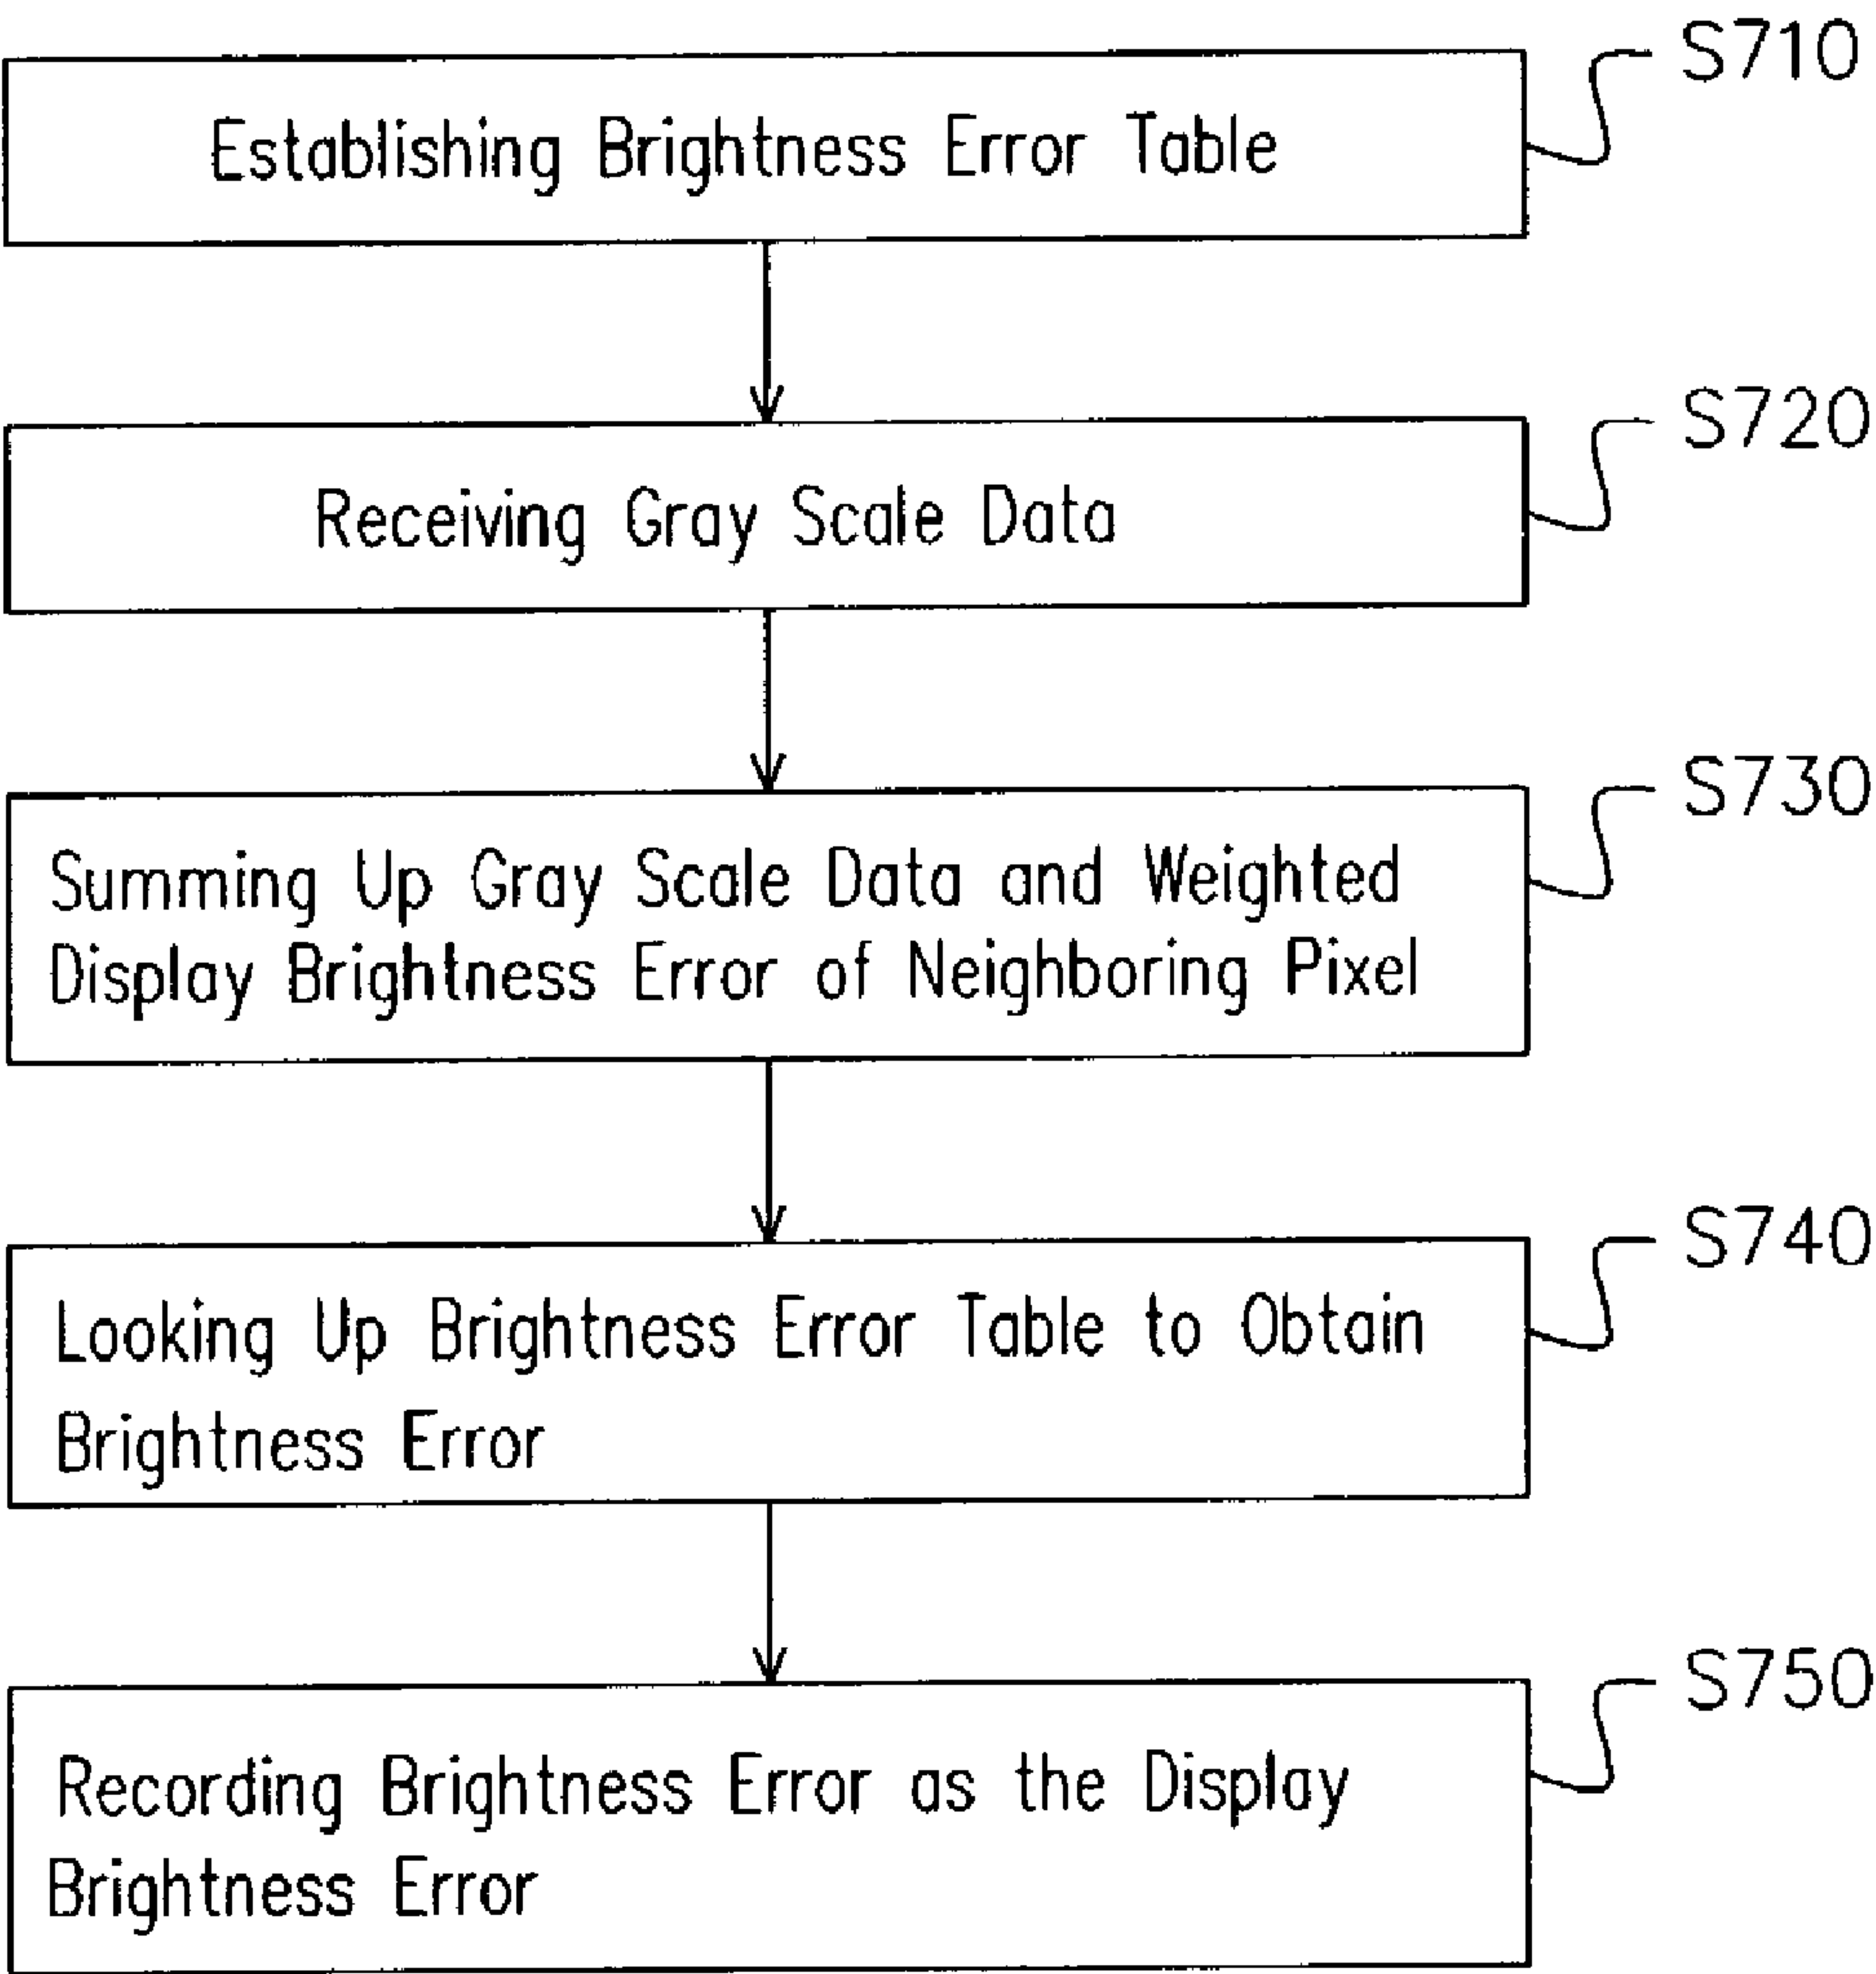 S710
Establishing Brightness Error Table
S720
Receiving Gray Scale Data
S730
Summing Up Gray Scale Data and Weighted
Display Brightness Error of Neighboring Pixel
S740
Looking Up Brightness Error Table to Obtain
Brightness Error
S750
Recording Brightness Error as the Display
Brightness Error